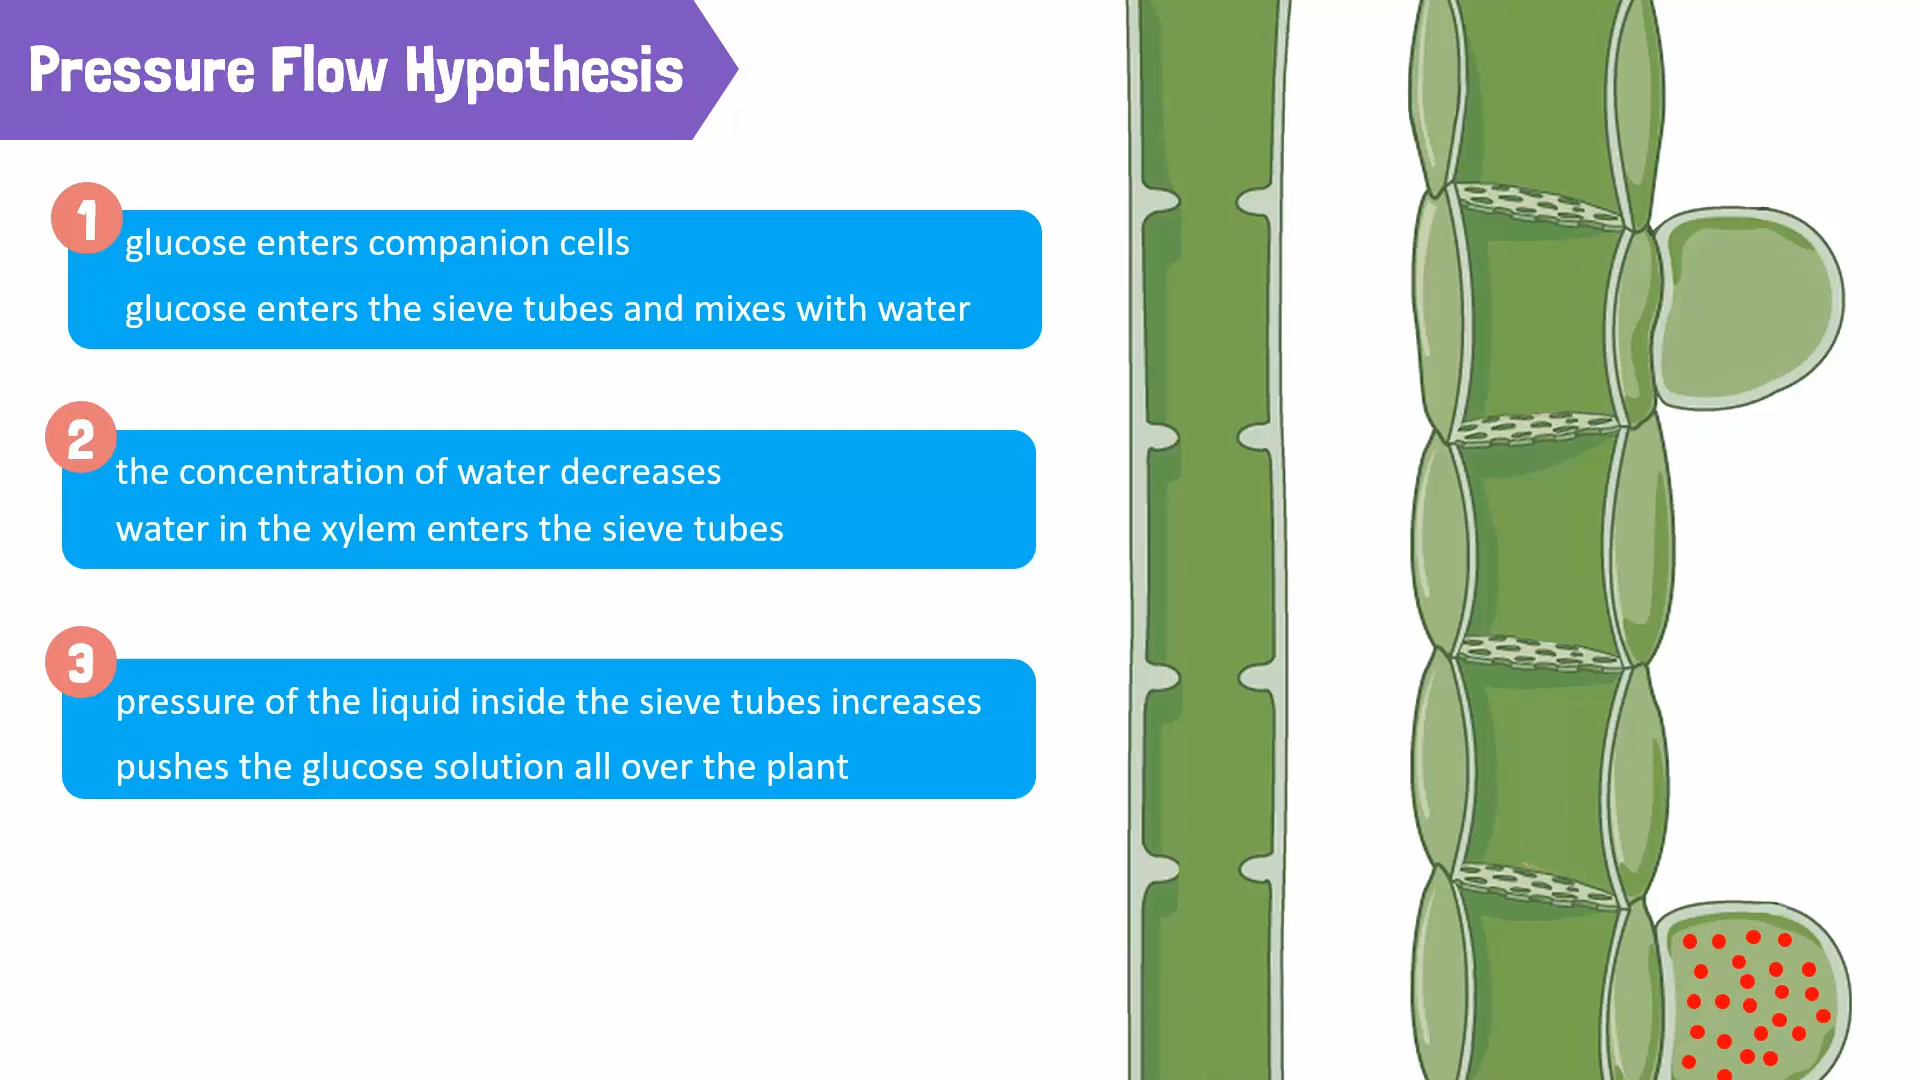 Pressure Flow Hypothesis
1
glucose enters companion cells
glucose enters the sieve tubes and mixes with water
2
the concentration of water decreases
water in the xylem enters the sieve tubes
3
pressure of the liquid inside the sieve tubes increases
pushes the glucose solution all over the plant